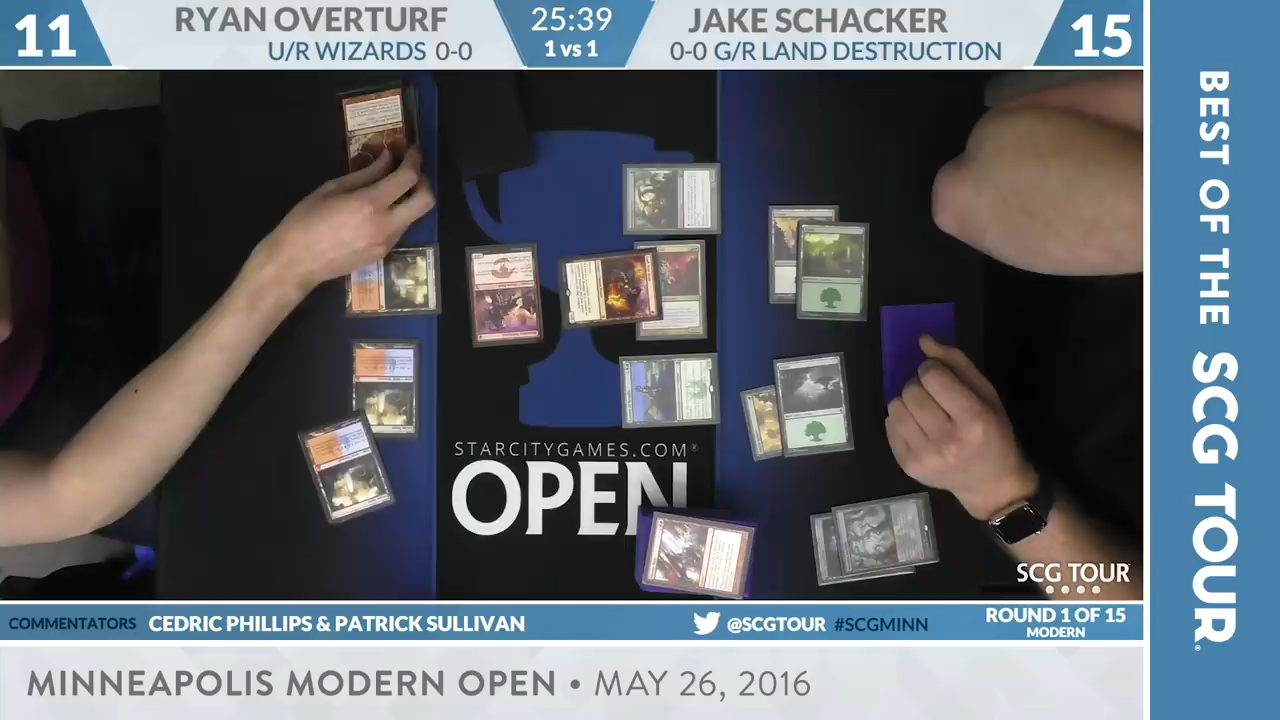 11
RYAN OVERTURF
U/R WIZARDS 0-0
25:39
1 vs 1
JAKE SCHACKER
0-0 G/R LAND DESTRUCTION
15
BEST OF THE SCG TOUR
STARCITYGAMES.COM®
OPEN
SCG TOUR
COMMENTATORS CEDRIC PHILLIPS & PATRICK SULLIVAN
@SCGTOUR #SCGMINN
ROUND 1 OF 15
MODERN
MINNEAPOLIS MODERN OPEN • MAY 26, 2016